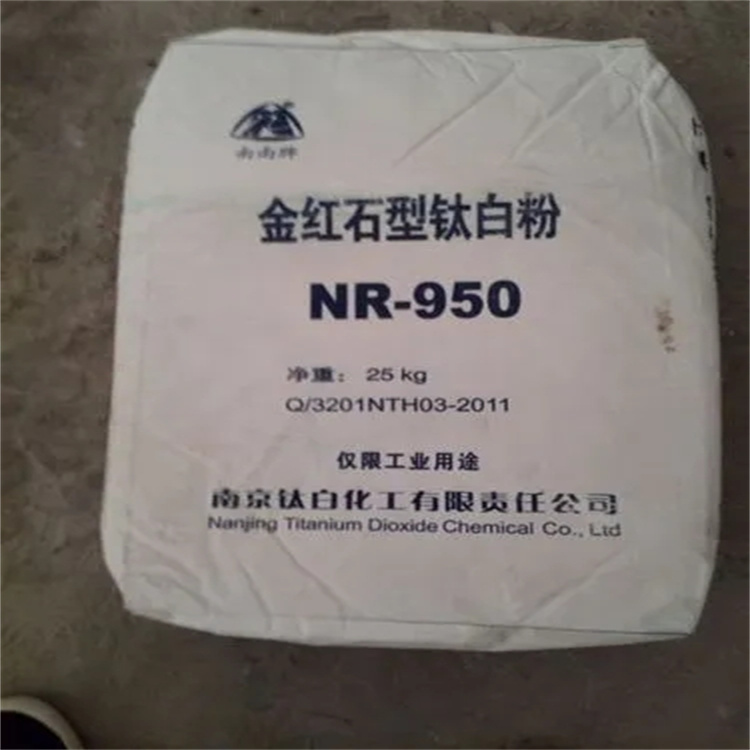 南南牌
金红石型钛白粉
NR-950
净重： 25 kg
Q/3201NTH03-2011
仅限工业用途
南京钛白化工有限责任公司
Nanjing Titanium Dioxide Chemical Co., Ltd